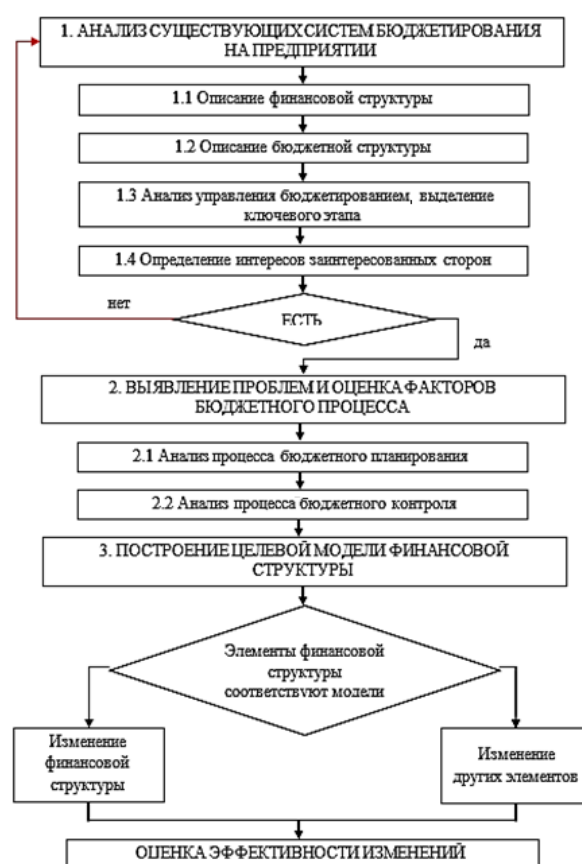 1. АНАЛИЗ СУЩЕСТВУЮЩИХ СИСТЕМ БЮДЖЕТИРОВАНИЯ
НА ПРЕДПРИЯТИИ
1.1 Описание финансовой структуры
1.2 Описание бюджетной структуры
1.3 Анализ управления бюджетированием, выделение
ключевого этапа
1.4 Определение интересов заинтересованных сторон
нет
ЕСТЬ
да
2. ВЫЯВЛЕНИЕ ПРОБЛЕМ И ОЦЕНКА ФАКТОРОВ
БЮДЖЕТНОГО ПРОЦЕССА
2.1 Анализ процесса бюджетного планирования
2.2 Анализ процесса бюджетного контроля
3. ПОСТРОЕНИЕ ЦЕЛЕВОЙ МОДЕЛИ ФИНАНСОВОЙ
СТРУКТУРЫ
Элементы финансовой
структуры
соответствуют модели
Изменение
финансовой
структуры
Изменение
других элементов
ОЦЕНКА ЭФФЕКТИВНОСТИ ИЗМЕНЕНИЙ